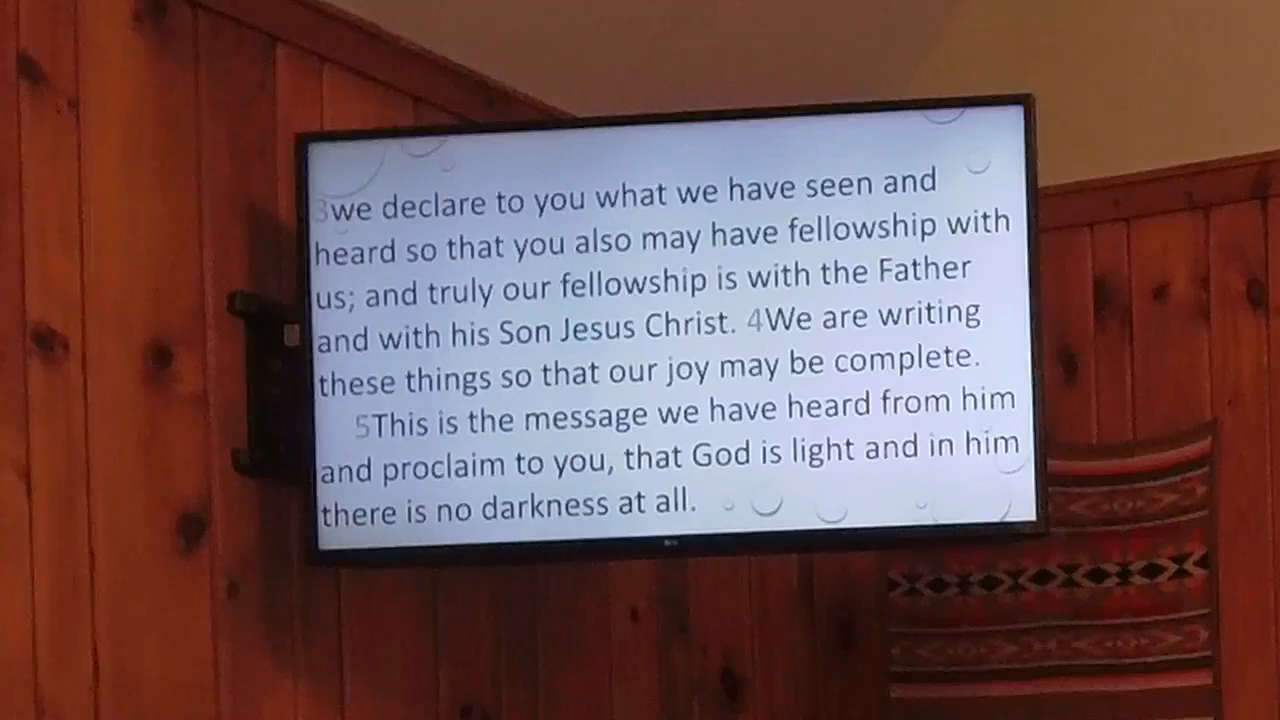 3we declare to you what we have seen and
heard so that you also may have fellowship with
us; and truly our fellowship is with the Father
and with his Son Jesus Christ. 4We are writing
these things so that our joy may be complete.
5This is the message we have heard from him
and proclaim to you, that God is light and in him
there is no darkness at all.